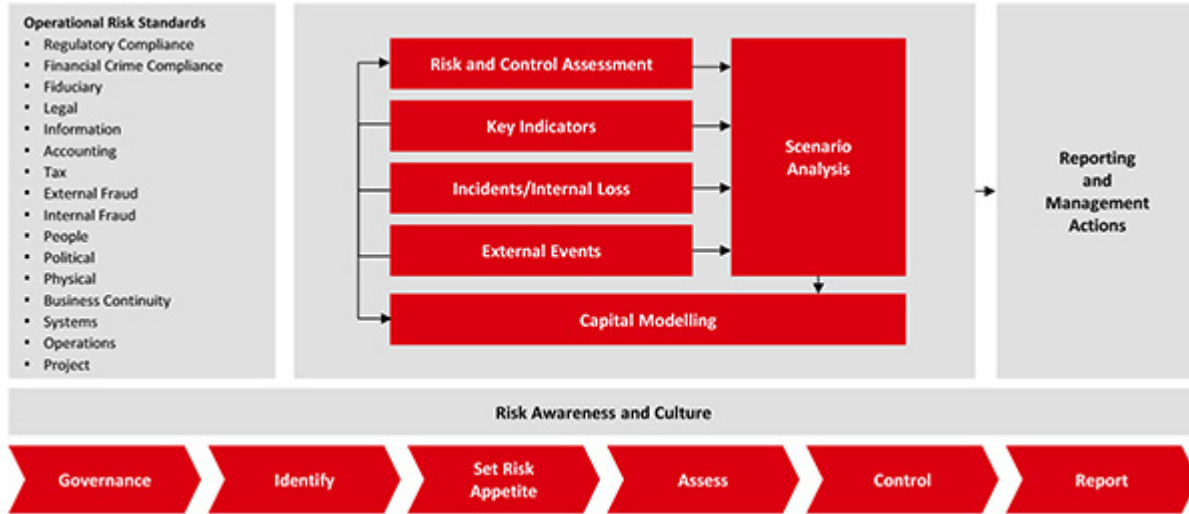 Operational Risk Standards
• Regulatory Compliance
• Financial Crime Compliance
• Fiduciary
• Legal
• Information
• Accounting
• Tax
• External Fraud
• Internal Fraud
• People
• Political
• Physical
• Business Continuity
• Systems
• Operations
• Project
Risk and Control Assessment
Key Indicators
Incidents/Internal Loss
External Events
Scenario
Analysis
Capital Modelling
Reporting
and
Management
Actions
Risk Awareness and Culture
Governance
Identify
Set Risk
Appetite
Assess
Control
Report